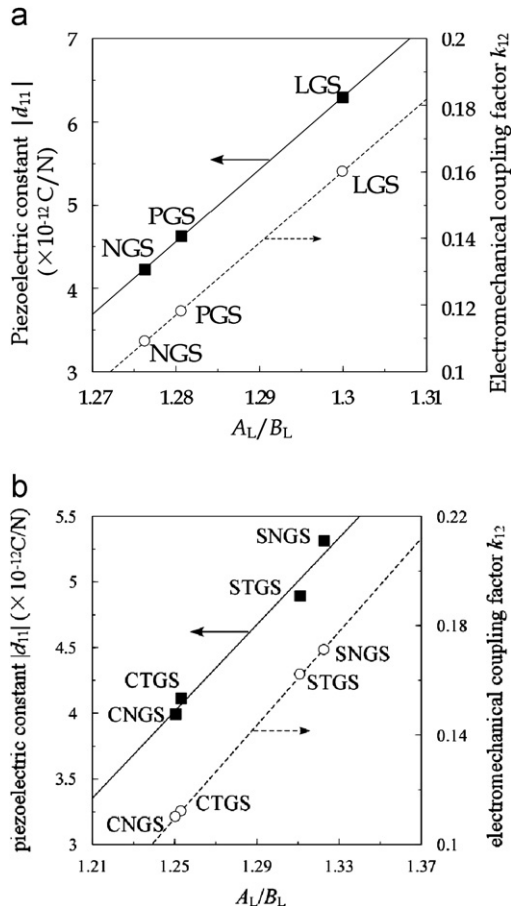 a
Piezoelectric constant |d11|
(×10-12 C/N)
7
6
5
4
3
LGS
PGS
NGS
LGS
PGS
NGS
0.2
0.18
0.16
0.14
0.12
0.1
Electromechanical coupling factor k12
1.27
1.28
1.29
1.3
1.31
AL/BL
b
piezoelectric constant |d11| (×10-12C/N)
5.5
5
4.5
4
3.5
3
SNGS
STGS
CTGS
CNGS
SNGS
STGS
CTGS
CNGS
0.22
0.18
0.14
0.1
electromechanical coupling factor k12
1.21
1.25
1.29
1.33
1.37
AL/BL